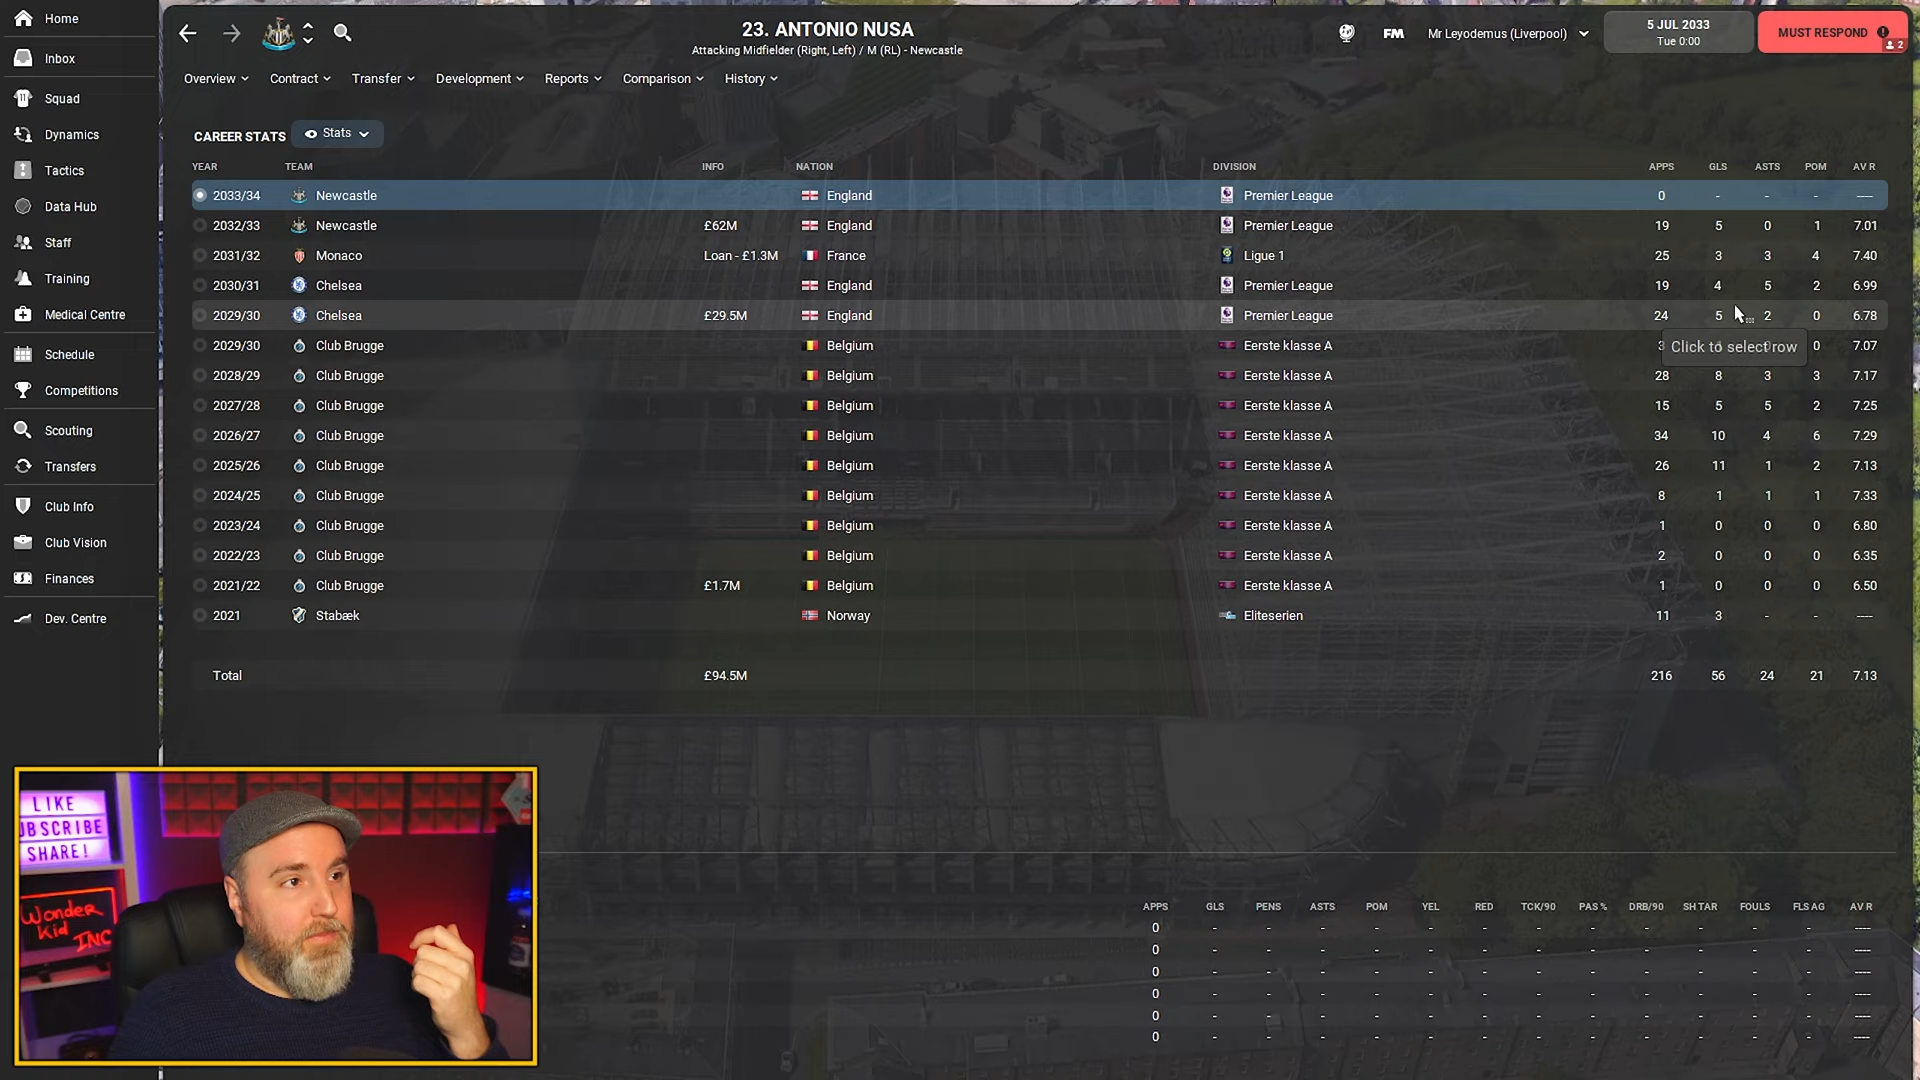 Home
Inbox
Squad
Dynamics
Tactics
Data Hub
Staff
Training
Medical Centre
Schedule
Competitions
Scouting
Transfers
Club Info
Club Vision
Finances
Dev. Centre
23. ANTONIO NUSA
Attacking Midfielder (Right, Left) / M (RL) - Newcastle
FM
Mr Leyodemus (Liverpool)
5 JUL 2033
Tue 0:00
MUST RESPOND
2
Overview Contract Transfer Development Reports Comparison History
CAREER STATS Stats
YEAR TEAM INFO NATION DIVISION APPS GLS ASTS POM AV R
2033/34 Newcastle England Premier League 0 - - - ----
2032/33 Newcastle £62M England Premier League 19 5 0 1 7.01
2031/32 Monaco Loan - £1.3M France Ligue 1 25 3 3 4 7.40
2030/31 Chelsea England Premier League 19 4 5 2 6.99
2029/30 Chelsea £29.5M England Premier League 24 5 2 0 6.78
2029/30 Club Brugge Belgium Eerste klasse A 3 0 7.07
Click to select row
2028/29 Club Brugge Belgium Eerste klasse A 28 8 3 3 7.17
2027/28 Club Brugge Belgium Eerste klasse A 15 5 5 2 7.25
2026/27 Club Brugge Belgium Eerste klasse A 34 10 4 6 7.29
2025/26 Club Brugge Belgium Eerste klasse A 26 11 1 2 7.13
2024/25 Club Brugge Belgium Eerste klasse A 8 1 1 1 7.33
2023/24 Club Brugge Belgium Eerste klasse A 1 0 0 0 6.80
2022/23 Club Brugge Belgium Eerste klasse A 2 0 0 0 6.35
2021/22 Club Brugge £1.7M Belgium Eerste klasse A 1 0 0 0 6.50
2021 Stabæk Norway Eliteserien 11 3 - - ----
Total £94.5M 216 56 24 21 7.13
APPS GLS PENS ASTS POM YEL RED TCK/90 PAS % DRB/90 SH TAR FOULS FLS AG AV R
0 - - - - - - - - - - - - ----
0 - - - - - - - - - - - - ----
0 - - - - - - - - - - - - ----
0 - - - - - - - - - - - - ----
0 - - - - - - - - - - - - ----
0 - - - - - - - - - - - - ----
LIKE
UBSCRIBE
SHARE!
Wonder
Kid
INC